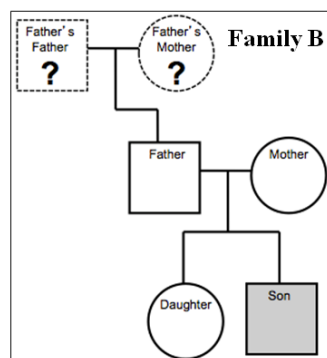 Father's
Father
?
Father's
Mother
?
Family B
Father
Mother
Daughter
Son